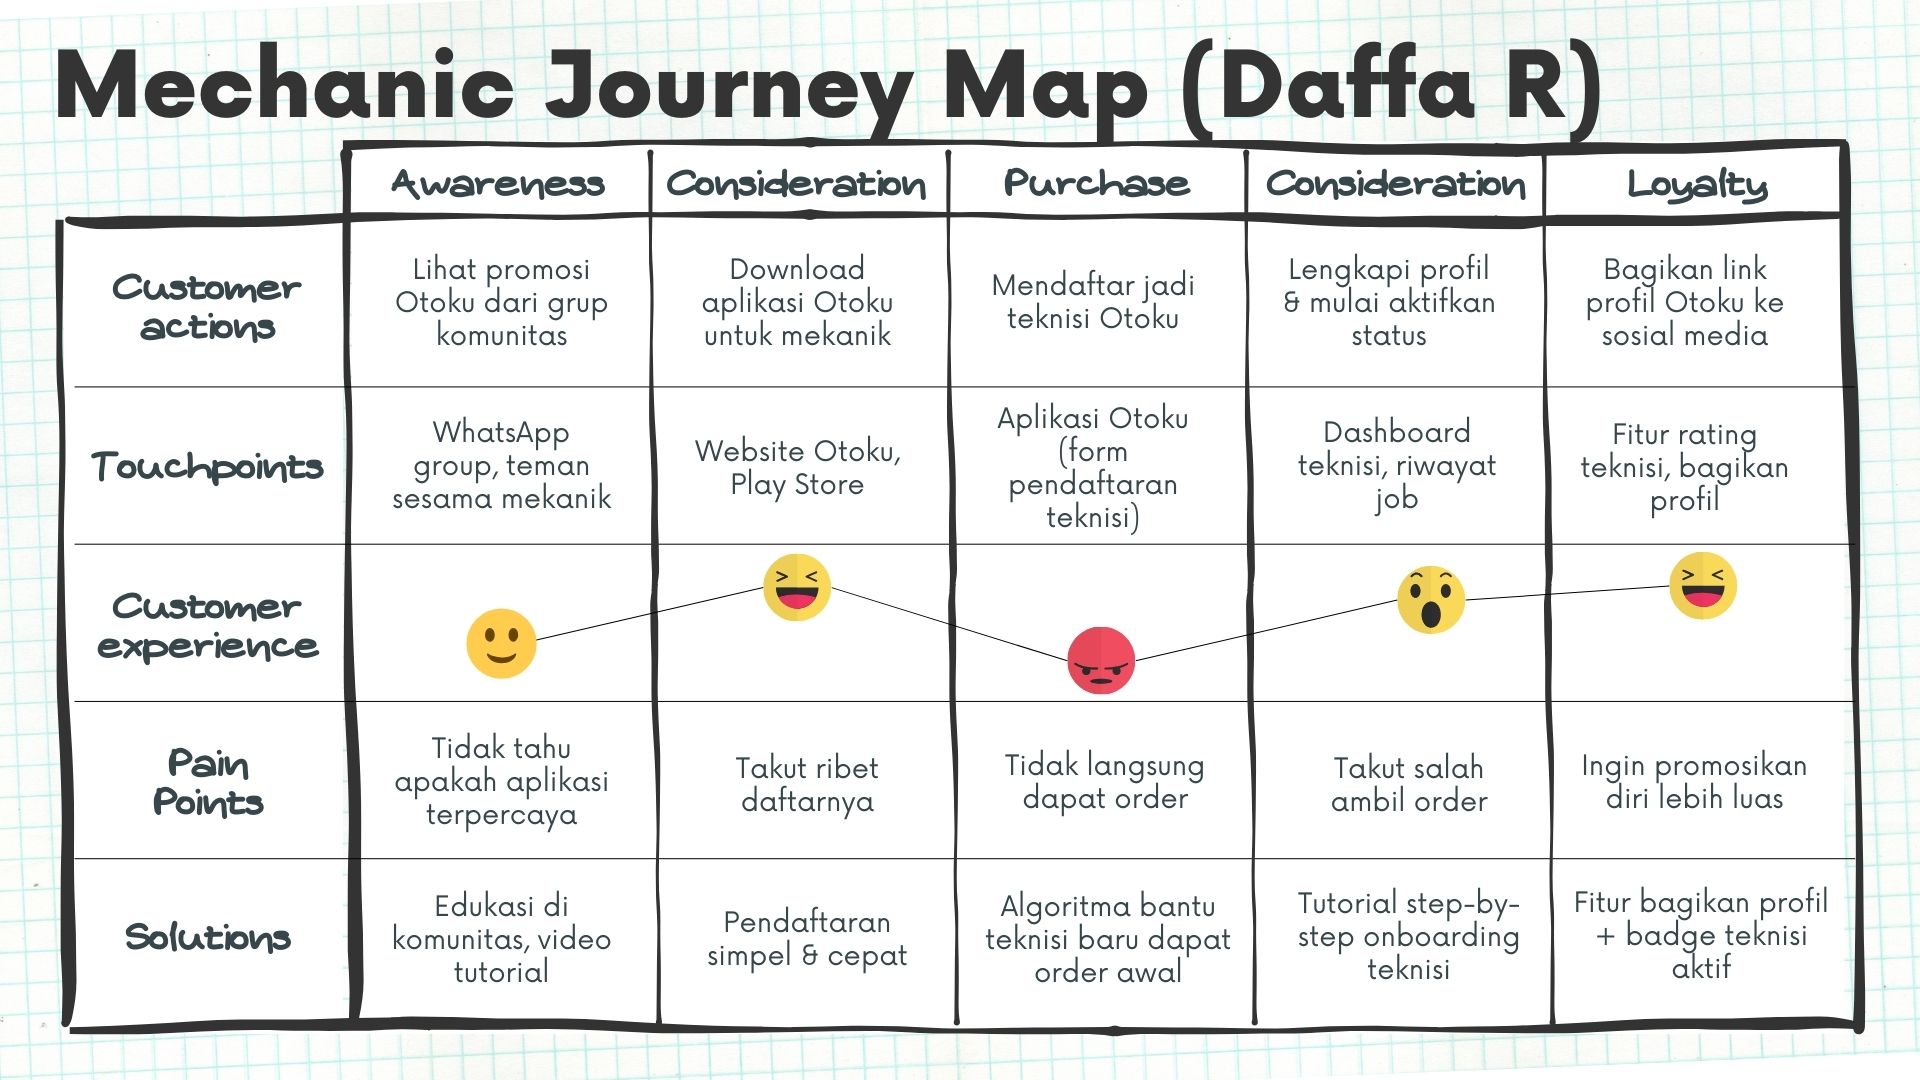 Mechanic Journey Map (Daffa R)
Awareness
Consideration
Purchase
Consideration
Loyalty
Customer
actions
Lihat promosi
Otoku dari grup
komunitas
Download
aplikasi Otoku
untuk mekanik
Mendaftar jadi
teknisi Otoku
Lengkapi profil
& mulai aktifkan
status
Bagikan link
profil Otoku ke
sosial media
Touchpoints
WhatsApp
group, teman
sesama mekanik
Website Otoku,
Play Store
Aplikasi Otoku
(form
pendaftaran
teknisi)
Dashboard
teknisi, riwayat
job
Fitur rating
teknisi, bagikan
profil
Customer
experience
Pain
Points
Tidak tahu
apakah aplikasi
terpercaya
Takut ribet
daftarnya
Tidak langsung
dapat order
Takut salah
ambil order
Ingin promosikan
diri lebih luas
Solutions
Edukasi di
komunitas, video
tutorial
Pendaftaran
simpel & cepat
Algoritma bantu
teknisi baru dapat
order awal
Tutorial step-by-
step onboarding
teknisi
Fitur bagikan profil
+ badge teknisi
aktif